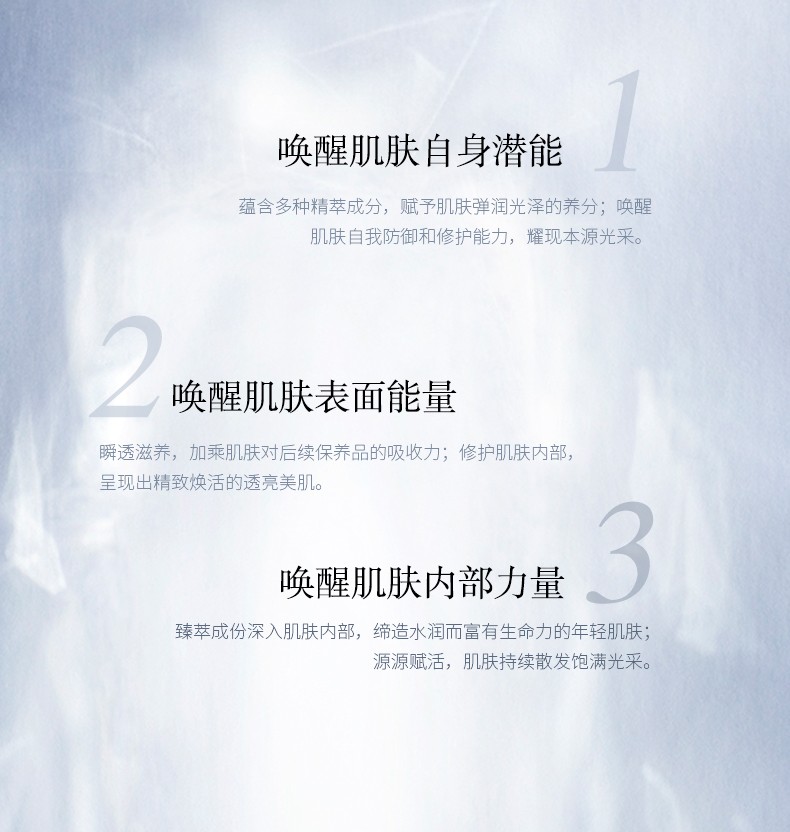 1
唤醒肌肤自身潜能
蕴含多种精萃成分，赋予肌肤弹润光泽的养分；唤醒
肌肤自我防御和修护能力，耀现本源光采。
2
唤醒肌肤表面能量
瞬透滋养，加乘肌肤对后续保养品的吸收力；修护肌肤内部，
呈现出精致焕活的透亮美肌。
3
唤醒肌肤内部力量
臻萃成份深入肌肤内部，缔造水润而富有生命力的年轻肌肤；
源源赋活，肌肤持续散发饱满光采。